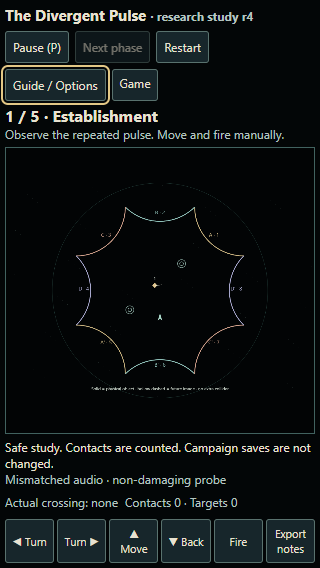 The Divergent Pulse · research study r4
Pause (P)
Next phase
Restart
Guide / Options
Game
1 / 5 · Establishment
Observe the repeated pulse. Move and fire manually.
Safe study. Contacts are counted. Campaign saves are not
changed.
Mismatched audio · non-damaging probe
Actual crossing: none Contacts 0 · Targets 0
◀ Turn
Turn ▶
▲
Move
▼ Back
Fire
Export
notes